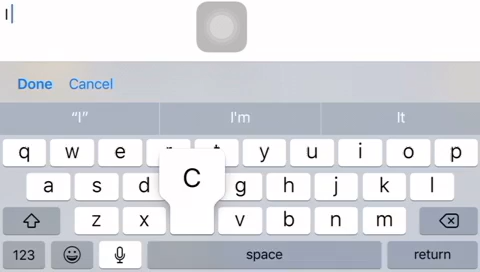 I
Done Cancel
“I” I'm It
q w e r t y u i o p
a s d C g h j k l
z x v b n m
123 space return